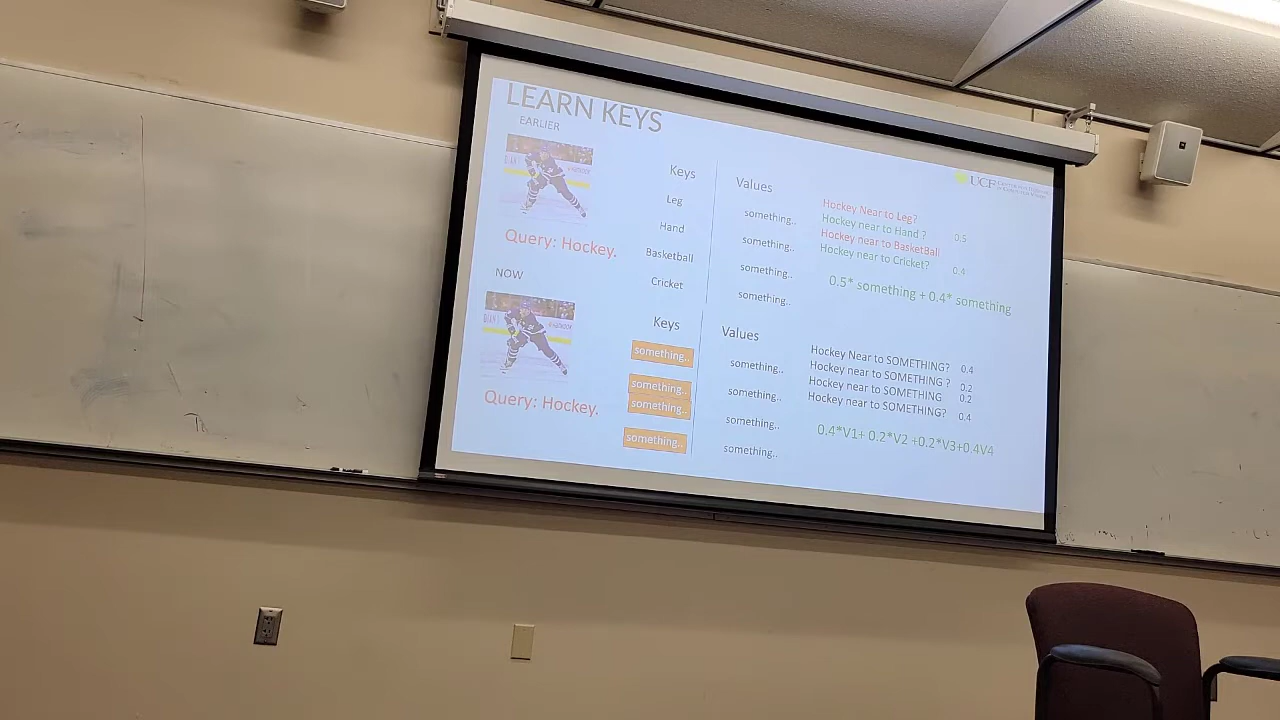 LEARN KEYS
EARLIER
Query: Hockey.
Keys
Leg
Hand
Basketball
Cricket
Values
something..
something..
something..
something..
Hockey Near to Leg?
Hockey near to Hand ? 0.5
Hockey near to BasketBall
Hockey near to Cricket? 0.4
0.5* something + 0.4* something
UCF
NOW
Query: Hockey.
Keys
something..
something..
something..
something..
Values
something..
something..
something..
something..
Hockey Near to SOMETHING? 0.4
Hockey near to SOMETHING ? 0.2
Hockey near to SOMETHING 0.2
Hockey near to SOMETHING? 0.4
0.4*V1+ 0.2*V2 +0.2*V3+0.4V4